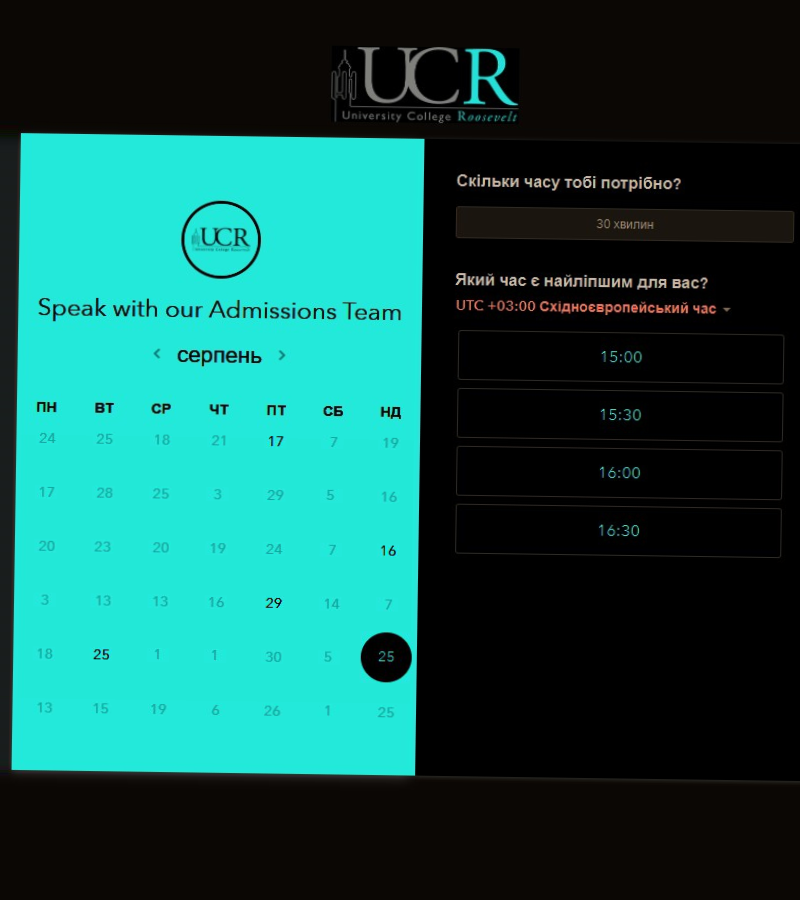 UCR
University College Roosevelt
UCR
University College Roosevelt
Speak with our Admissions Team
серпень
ПН ВТ СР ЧТ ПТ СБ НД
24 25 18 21 17 7 19
17 28 25 3 29 5 16
20 23 20 19 24 7 16
3 13 13 16 29 14 7
18 25 1 1 30 5 25
13 15 19 6 26 1 25
Скільки часу тобі потрібно?
30 хвилин
Який час є найліпшим для вас?
UTC +03:00 Східноєвропейський час
15:00
15:30
16:00
16:30